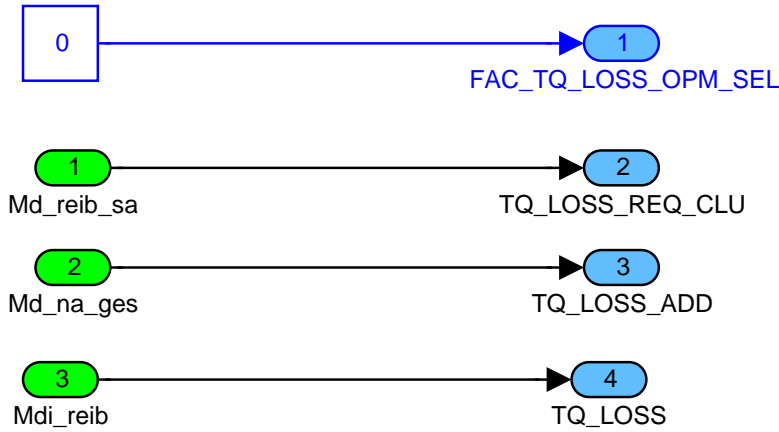 0
1
FAC_TQ_LOSS_OPM_SEL
1
2
Md_reib_sa
TQ_LOSS_REQ_CLU
2
3
Md_na_ges
TQ_LOSS_ADD
3
4
Mdi_reib
TQ_LOSS